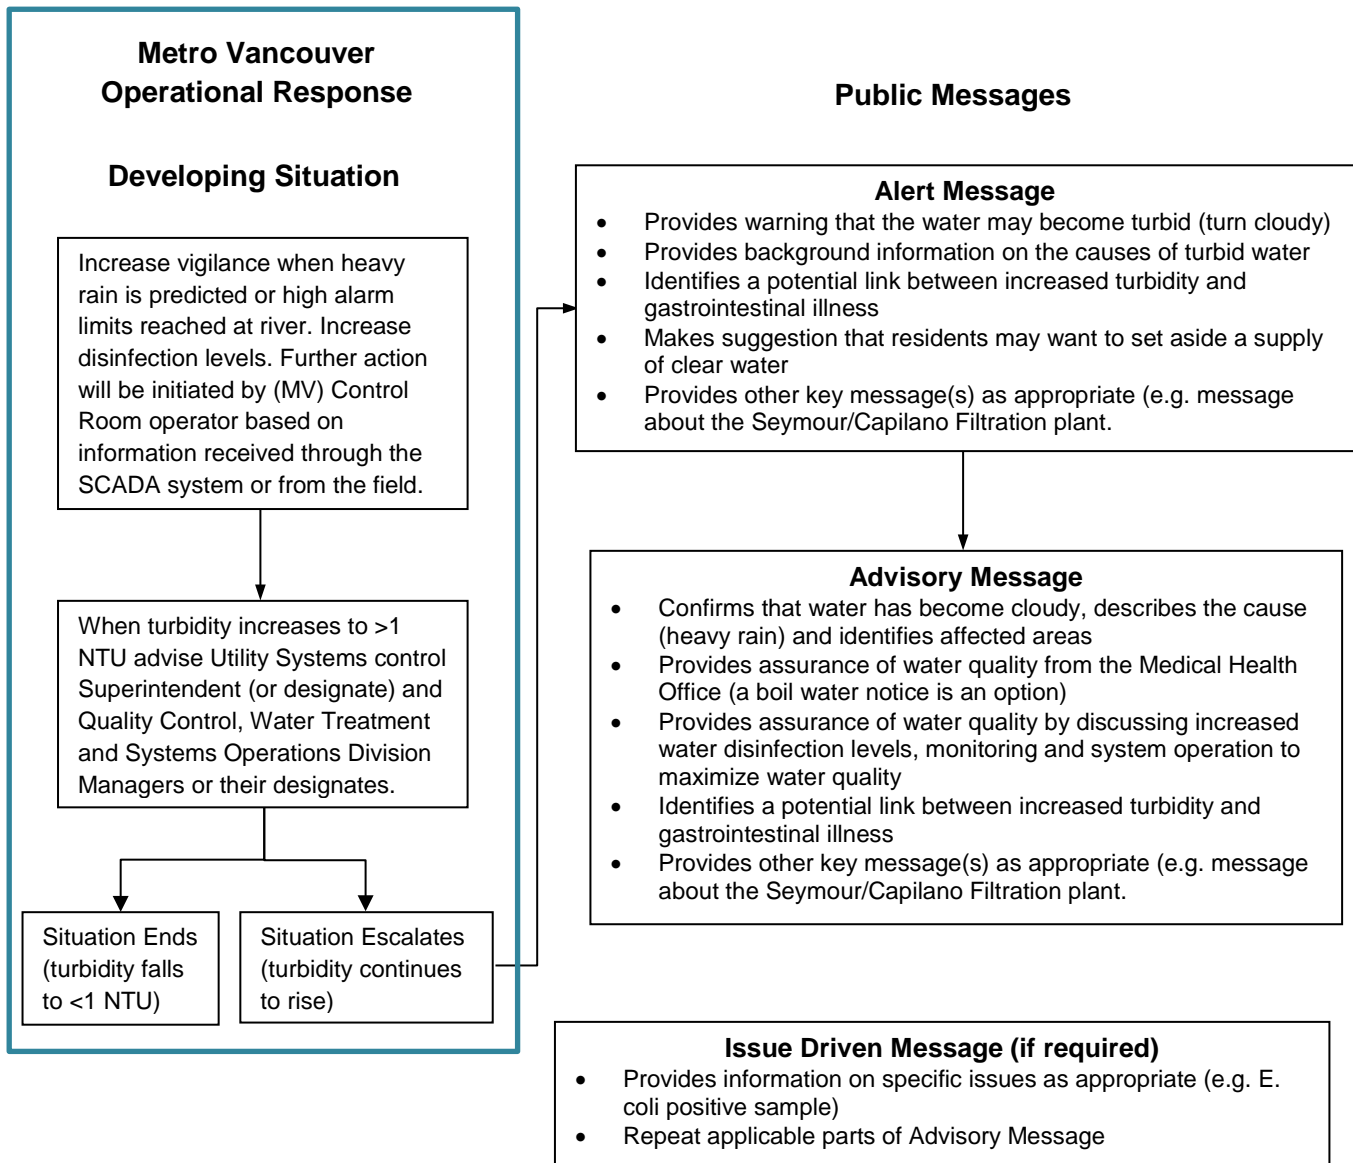 Metro Vancouver
Operational Response
Developing Situation
Increase vigilance when heavy
rain is predicted or high alarm
limits reached at river. Increase
disinfection levels. Further action
will be initiated by (MV) Control
Room operator based on
information received through the
SCADA system or from the field.
When turbidity increases to >1
NTU advise Utility Systems control
Superintendent (or designate) and
Quality Control, Water Treatment
and Systems Operations Division
Managers or their designates.
Situation Ends
(turbidity falls
to <1 NTU)
Situation Escalates
(turbidity continues
to rise)
Public Messages
Alert Message
• Provides warning that the water may become turbid (turn cloudy)
• Provides background information on the causes of turbid water
• Identifies a potential link between increased turbidity and
gastrointestinal illness
• Makes suggestion that residents may want to set aside a supply
of clear water
• Provides other key message(s) as appropriate (e.g. message
about the Seymour/Capilano Filtration plant.
Advisory Message
• Confirms that water has become cloudy, describes the cause
(heavy rain) and identifies affected areas
• Provides assurance of water quality from the Medical Health
Office (a boil water notice is an option)
• Provides assurance of water quality by discussing increased
water disinfection levels, monitoring and system operation to
maximize water quality
• Identifies a potential link between increased turbidity and
gastrointestinal illness
• Provides other key message(s) as appropriate (e.g. message
about the Seymour/Capilano Filtration plant.
Issue Driven Message (if required)
• Provides information on specific issues as appropriate (e.g. E.
coli positive sample)
• Repeat applicable parts of Advisory Message